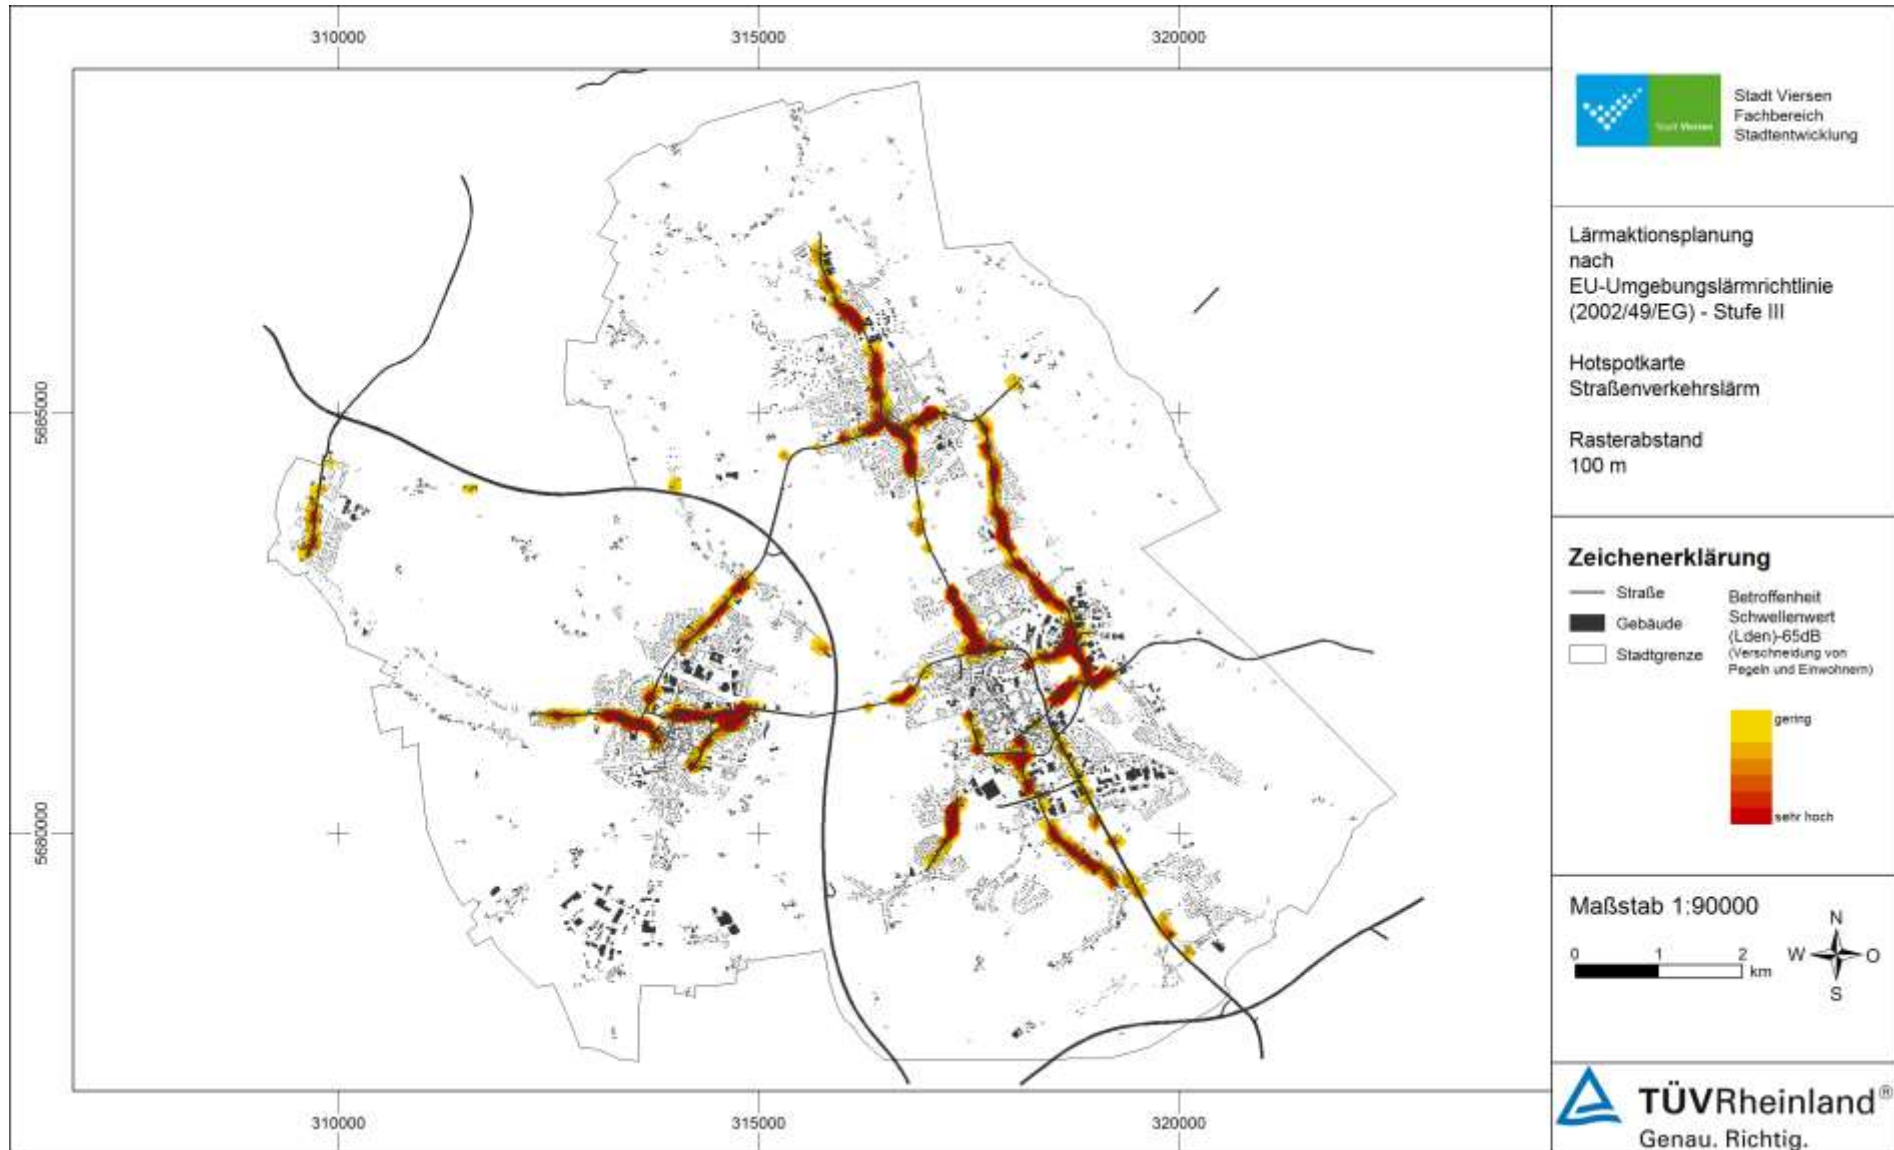 310000
315000
320000
5685000
5680000
310000
315000
320000
Stadt Viersen
Stadt Viersen
Fachbereich
Stadtentwicklung
Lärmaktionsplanung
nach
EU-Umgebungslärmrichtlinie
(2002/49/EG) - Stufe III
Hotspotkarte
Straßenverkehrslärm
Rasterabstand
100 m
Zeichenerklärung
Straße
Gebäude
Stadtgrenze
Betroffenheit
Schwellenwert
(Lden)-65dB
(Verschneidung von
Pegeln und Einwohnern)
gering
sehr hoch
Maßstab 1:90000
0 1 2
km
N
W O
S
TÜVRheinland®
Genau. Richtig.